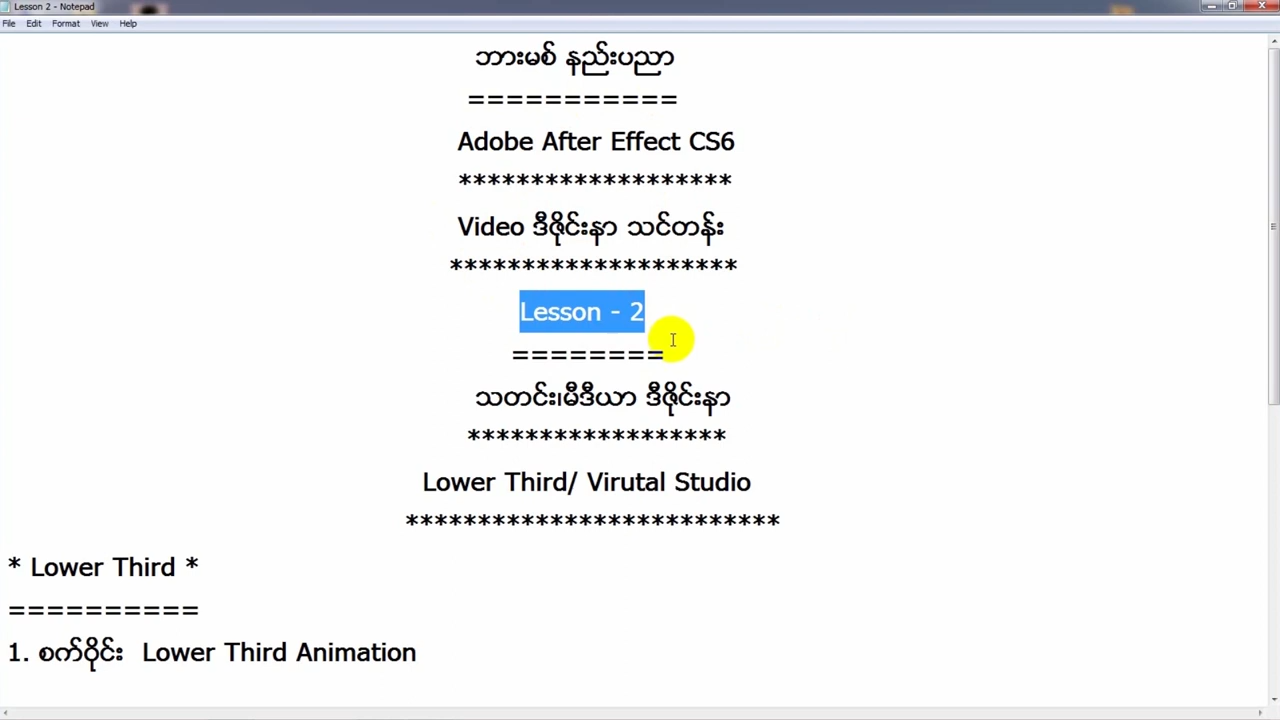 Lesson 2 - Notepad
File Edit Format View Help
ဘားမစ် နည်းပညာ
===========
Adobe After Effect CS6
*******************
Video ဒီဇိုင်းနာ သင်တန်း
********************
Lesson - 2
========
သတင်း၊မီဒီယာ ဒီဇိုင်းနာ
******************
Lower Third/ Virutal Studio
**************************
* Lower Third *
==========
1. စက်ဝိုင်း  Lower Third Animation